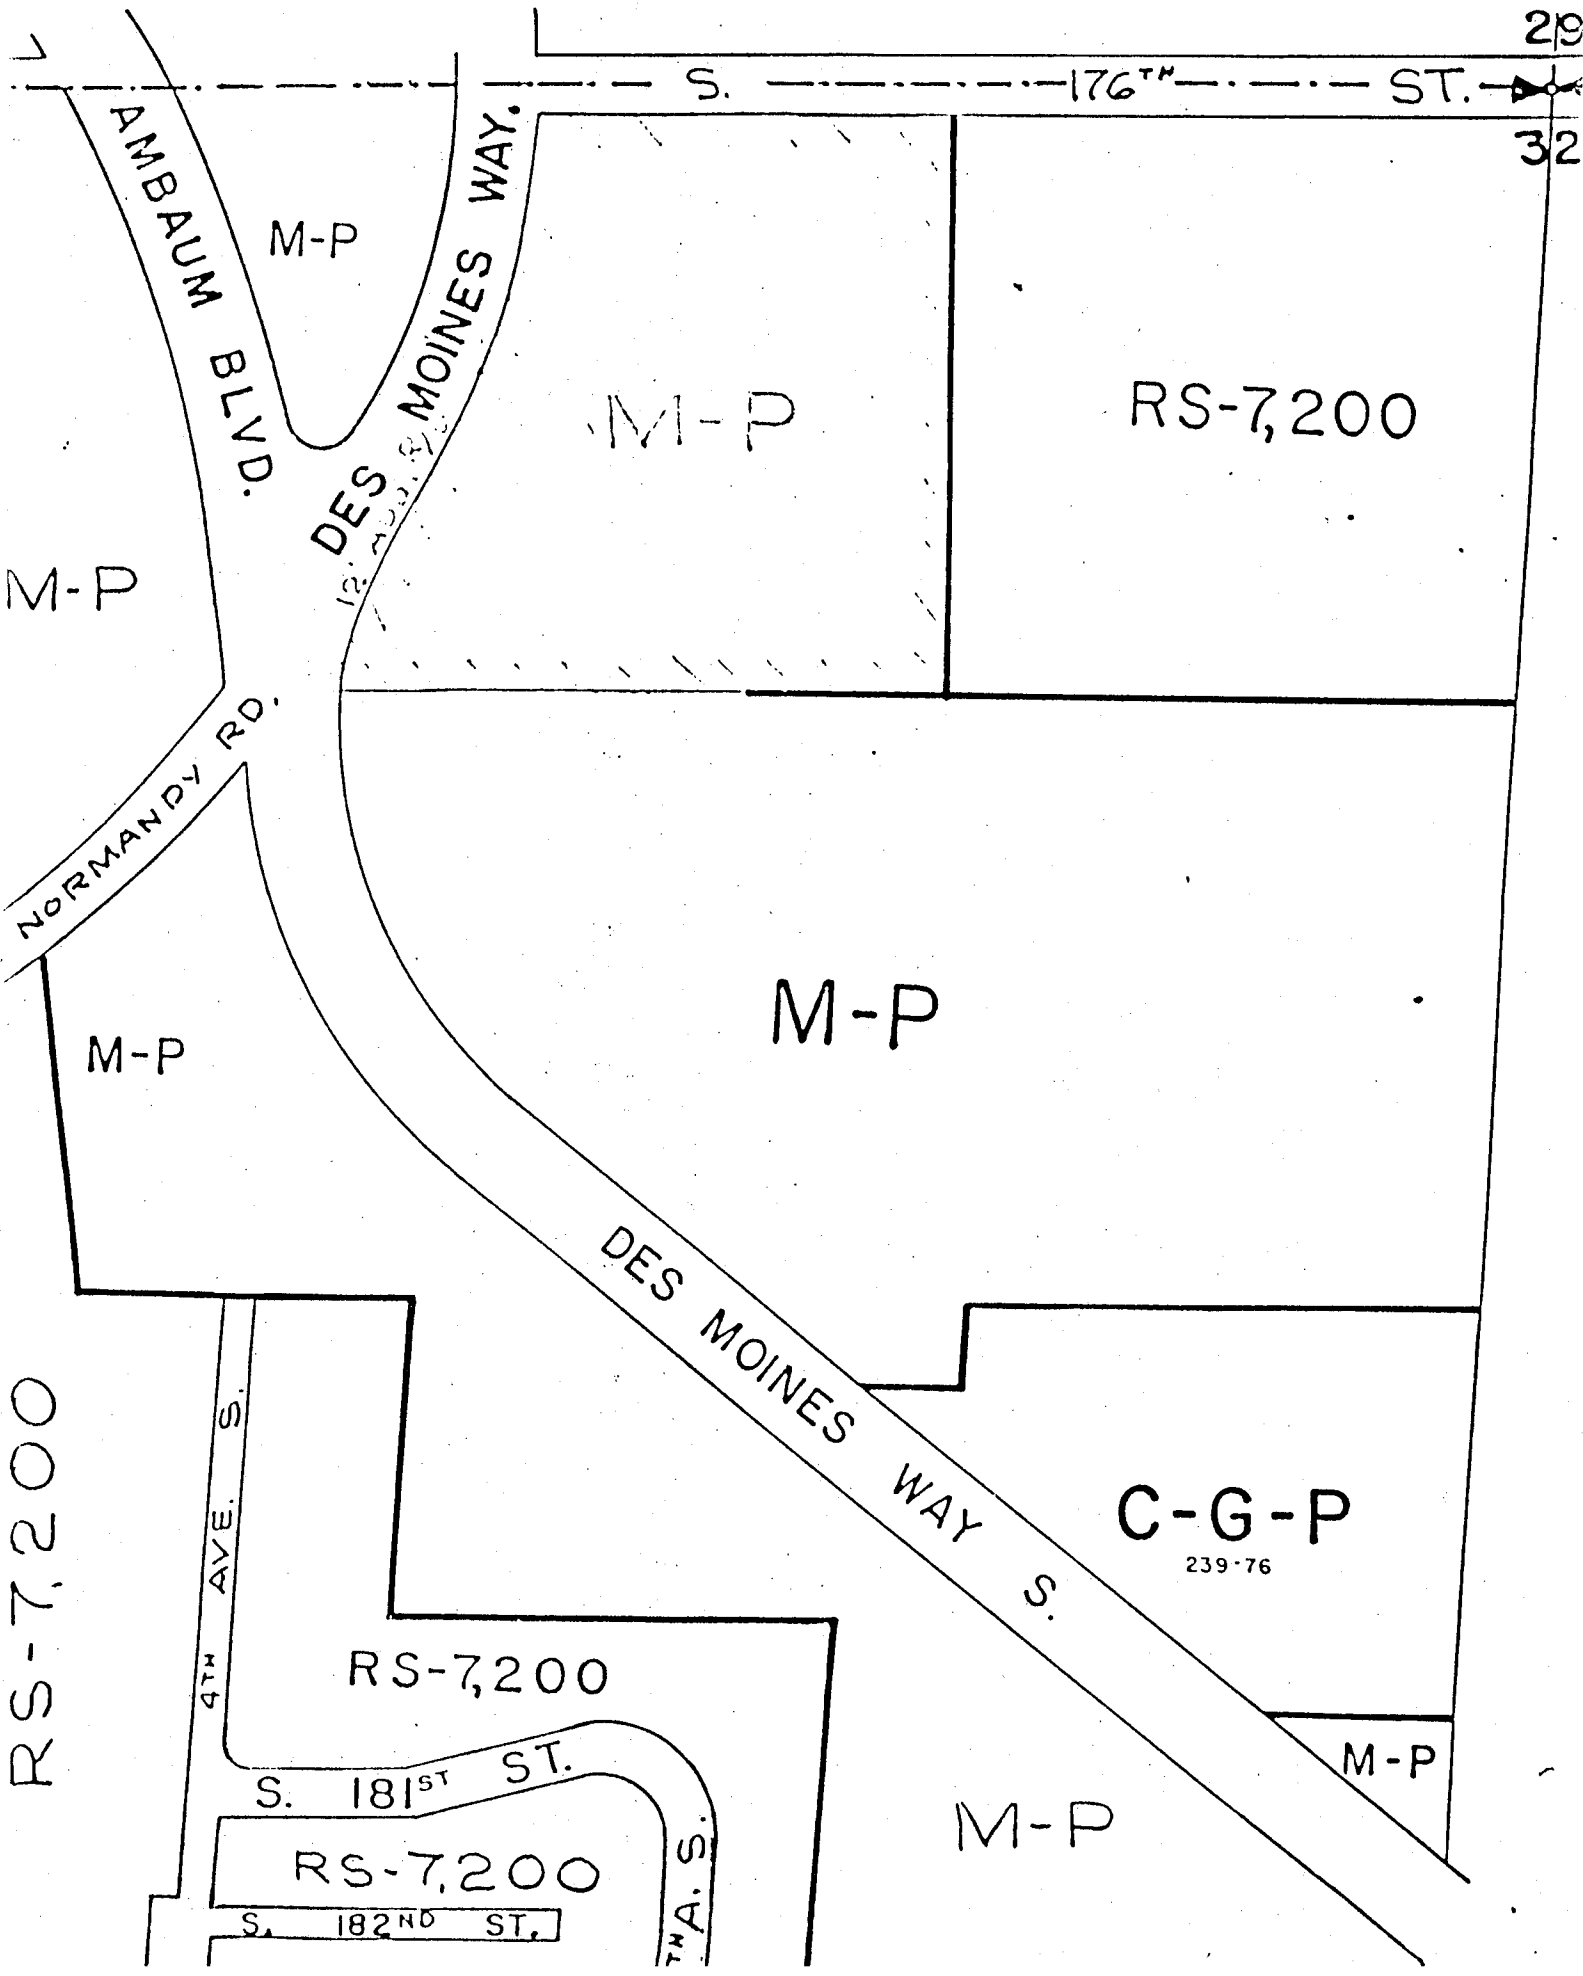 29
S. 176TH ST.
32
AMBAUM BLVD.
M-P
DES MOINES WAY.
M-P
RS-7,200
M-P
NORMANDY RD.
M-P
M-P
DES MOINES WAY S.
RS-7,200
4TH AVE. S.
C-G-P
239-76
RS-7,200
M-P
S. 181ST ST.
M-P
RS-7,200
TH A. S.
S. 182ND ST.